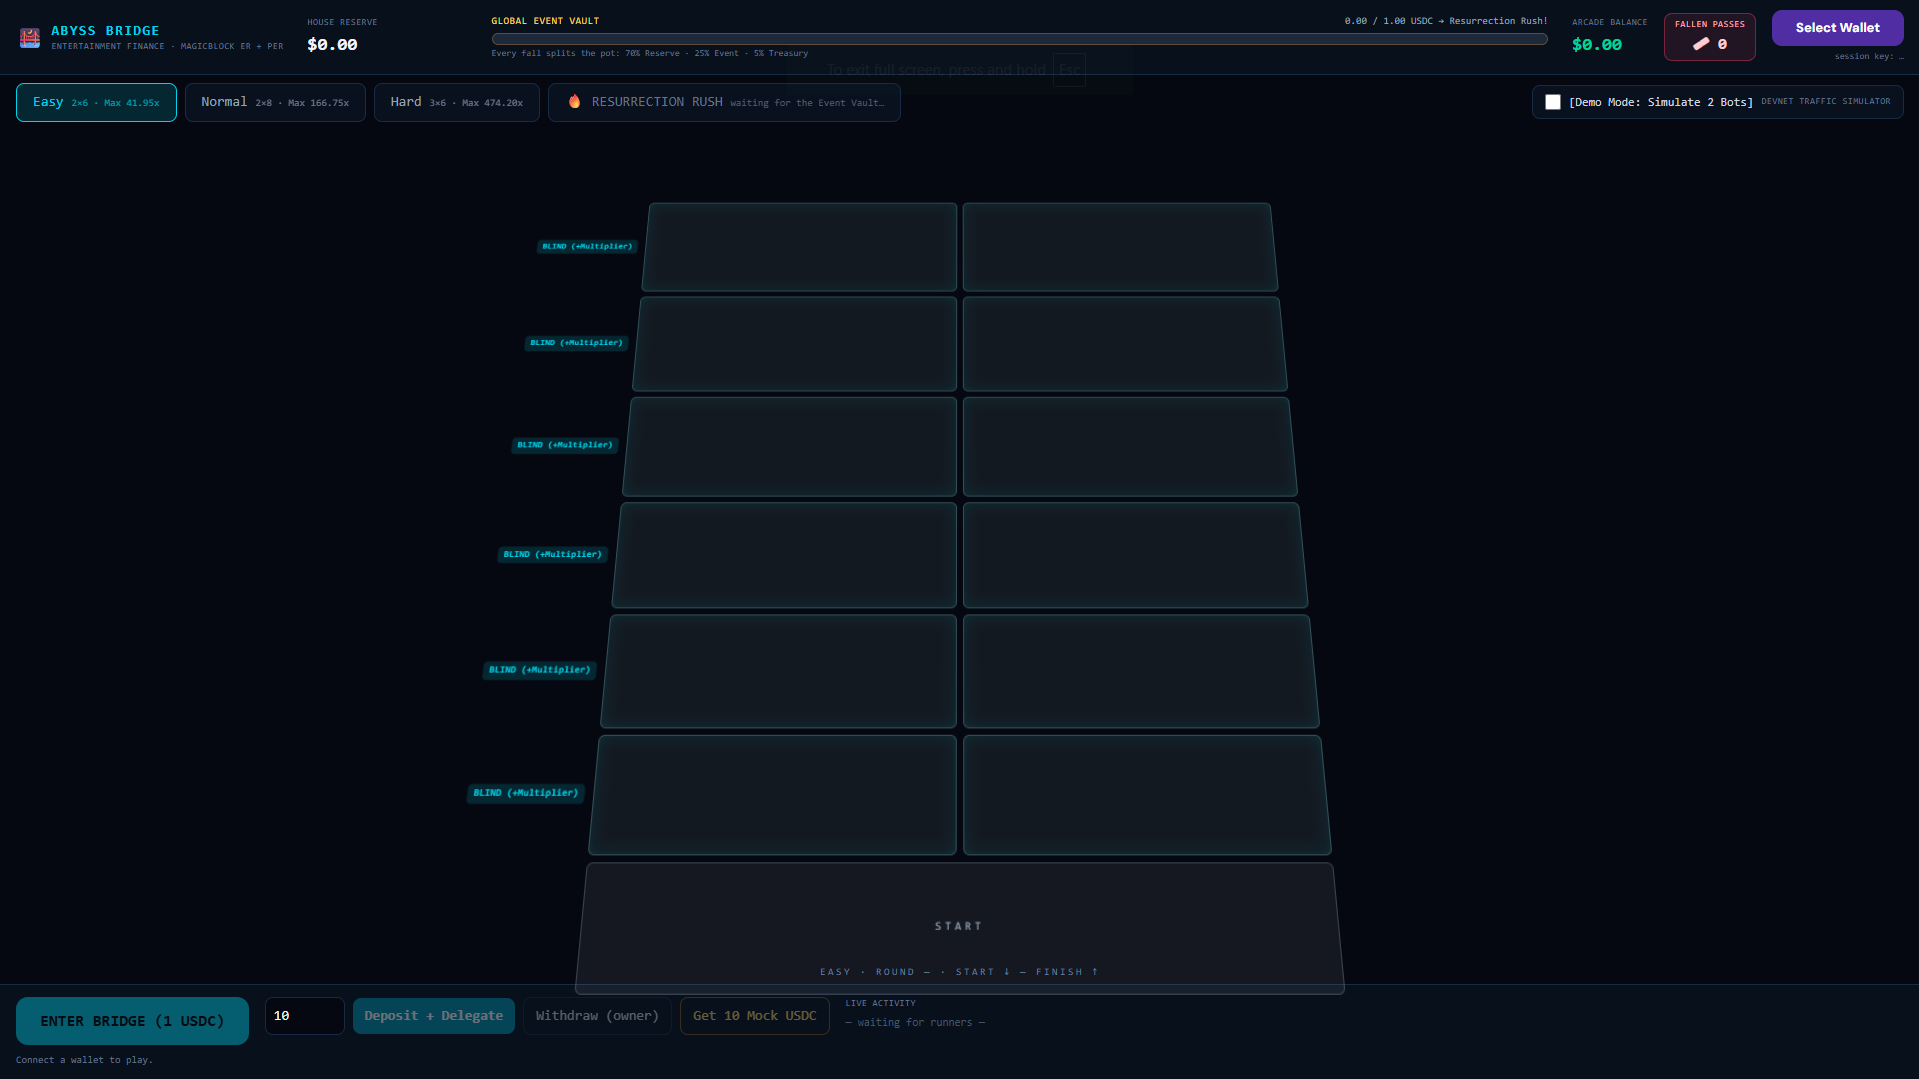 ABYSS BRIDGE
ENTERTAINMENT FINANCE · MAGICBLOCK ER + PER
HOUSE RESERVE
$0.00
GLOBAL EVENT VAULT
0.00 / 1.00 USDC → Resurrection Rush!
Every fall splits the pot: 70% Reserve · 25% Event · 5% Treasury
ARCADE BALANCE
$0.00
FALLEN PASSES
0
Select Wallet
session key: …
To exit full screen, press and hold Esc
Easy 2×6 · Max 41.95x
Normal 2×8 · Max 166.75x
Hard 3×6 · Max 474.20x
RESURRECTION RUSH waiting for the Event Vault…
[Demo Mode: Simulate 2 Bots] DEVNET TRAFFIC SIMULATOR
BLIND (+Multiplier)
BLIND (+Multiplier)
BLIND (+Multiplier)
BLIND (+Multiplier)
BLIND (+Multiplier)
BLIND (+Multiplier)
START
EASY · ROUND — · START ↓ — FINISH ↑
ENTER BRIDGE (1 USDC)
10
Deposit + Delegate
Withdraw (owner)
Get 10 Mock USDC
LIVE ACTIVITY
— waiting for runners —
Connect a wallet to play.